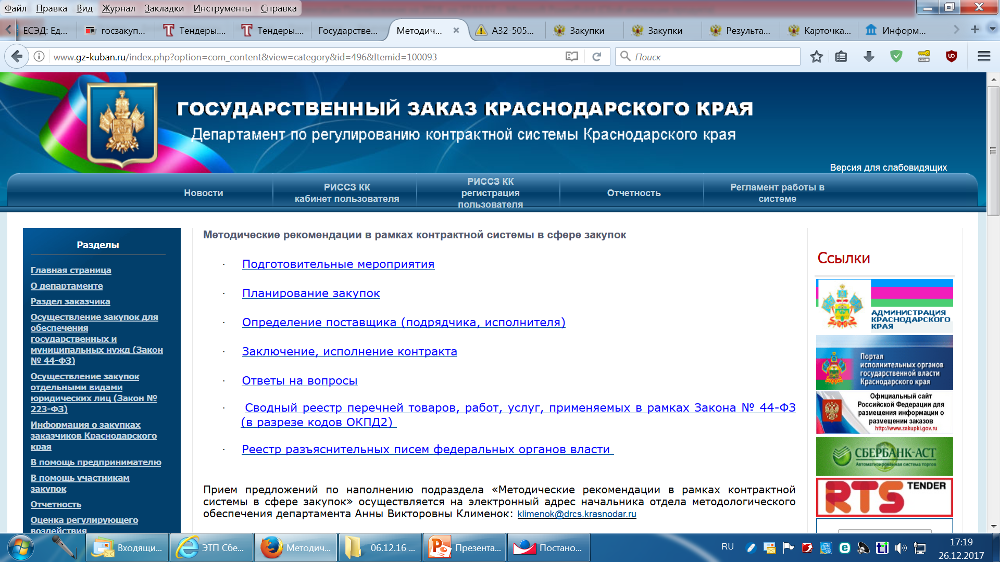 Файл Правка Вид Журнал Закладки Инструменты Справка
ЕСЭД: Ед... госзакуп... Тендеры.... Тендеры.... Государстве... Методич... А32-505... Закупки Закупки Результа... Карточка... Информ...
www.gz-kuban.ru/index.php?option=com_content&view=category&id=496&Itemid=100093 Поиск
ГОСУДАРСТВЕННЫЙ ЗАКАЗ КРАСНОДАРСКОГО КРАЯ
Департамент по регулированию контрактной системы Краснодарского края
Версия для слабовидящих
Новости
РИССЗ КК
кабинет пользователя
РИССЗ КК
регистрация
пользователя
Отчетность
Регламент работы в
системе
Разделы
Главная страница
О департаменте
Раздел заказчика
Осуществление закупок для
обеспечения
государственных и
муниципальных нужд (Закон
№ 44-ФЗ)
Осуществление закупок
отдельными видами
юридических лиц (Закон №
223-ФЗ)
Информация о закупках
заказчиков Краснодарского
края
В помощь предпринимателю
В помощь участникам
закупок
Отчетность
Оценка регулирующего
воздействия
Методические рекомендации в рамках контрактной системы в сфере закупок
· Подготовительные мероприятия
· Планирование закупок
· Определение поставщика (подрядчика, исполнителя)
· Заключение, исполнение контракта
· Ответы на вопросы
· Сводный реестр перечней товаров, работ, услуг, применяемых в рамках Закона № 44-ФЗ
(в разрезе кодов ОКПД2)
· Реестр разъяснительных писем федеральных органов власти
Прием предложений по наполнению подраздела «Методические рекомендации в рамках контрактной
системы в сфере закупок» осуществляется на электронный адрес начальника отдела методологического
обеспечения департамента Анны Викторовны Клименок: klimenok@drcs.krasnodar.ru
Ссылки
АДМИНИСТРАЦИЯ
КРАСНОДАРСКОГО
КРАЯ
Портал
исполнительных органов
государственной власти
Краснодарского края
Официальный сайт
Российской Федерации для
размещения информации о
размещении заказов
http://www.zakupki.gov.ru
СБЕРБАНК-АСТ
Автоматизированная система торгов
RTS TENDER
Входящи... ЭТП Сбе... Методич... 06.12.16 ... Презента... Постано... RU
17:19
26.12.2017